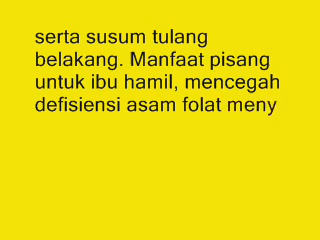 serta susum tulang
belakang. Manfaat pisang
untuk ibu hamil, mencegah
defisiensi asam folat meny